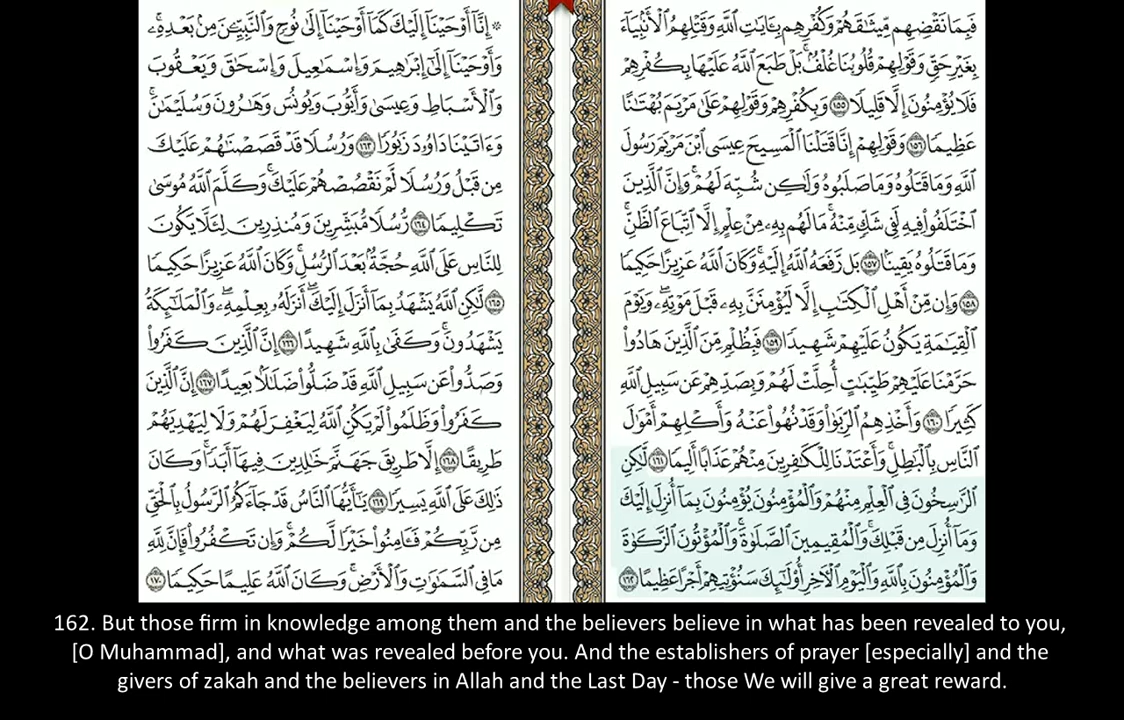 فَبِمَا نَقْضِهِم مِّيثَٰقَهُمْ وَكُفْرِهِم بِـَٔايَٰتِ ٱللَّهِ وَقَتْلِهِمُ ٱلْأَنۢبِيَآءَ
بِغَيْرِ حَقٍّ وَقَوْلِهِمْ قُلُوبُنَا غُلْفٌۢ ۚ بَلْ طَبَعَ ٱللَّهُ عَلَيْهَا بِكُفْرِهِمْ
فَلَا يُؤْمِنُونَ إِلَّا قَلِيلًا ١٥٥ وَبِكُفْرِهِمْ وَقَوْلِهِمْ عَلَىٰ مَرْيَمَ بُهْتَٰنًا
عَظِيمًا ١٥٦ وَقَوْلِهِمْ إِنَّا قَتَلْنَا ٱلْمَسِيحَ عِيسَى ٱبْنَ مَرْيَمَ رَسُولَ
ٱللَّهِ وَمَا قَتَلُوهُ وَمَا صَلَبُوهُ وَلَٰكِن شُبِّهَ لَهُمْ ۚ وَإِنَّ ٱلَّذِينَ
ٱخْتَلَفُوا۟ فِيهِ لَفِى شَكٍّ مِّنْهُ ۚ مَا لَهُم بِهِۦ مِنْ عِلْمٍ إِلَّا ٱتِّبَاعَ ٱلظَّنِّ ۚ
وَمَا قَتَلُوهُ يَقِينًۢا ١٥٧ بَل رَّفَعَهُ ٱللَّهُ إِلَيْهِ ۚ وَكَانَ ٱللَّهُ عَزِيزًا حَكِيمًا
١٥٨ وَإِن مِّنْ أَهْلِ ٱلْكِتَٰبِ إِلَّا لَيُؤْمِنَنَّ بِهِۦ قَبْلَ مَوْتِهِۦ ۖ وَيَوْمَ
ٱلْقِيَٰمَةِ يَكُونُ عَلَيْهِمْ شَهِيدًا ١٥٩ فَبِظُلْمٍ مِّنَ ٱلَّذِينَ هَادُوا۟
حَرَّمْنَا عَلَيْهِمْ طَيِّبَٰتٍ أُحِلَّتْ لَهُمْ وَبِصَدِّهِمْ عَن سَبِيلِ ٱللَّهِ
كَثِيرًا ١٦٠ وَأَخْذِهِمُ ٱلرِّبَوٰا۟ وَقَدْ نُهُوا۟ عَنْهُ وَأَكْلِهِمْ أَمْوَٰلَ
ٱلنَّاسِ بِٱلْبَٰطِلِ ۚ وَأَعْتَدْنَا لِلْكَٰفِرِينَ مِنْهُمْ عَذَابًا أَلِيمًا ١٦١ لَّٰكِنِ
ٱلرَّٰسِخُونَ فِى ٱلْعِلْمِ مِنْهُمْ وَٱلْمُؤْمِنُونَ يُؤْمِنُونَ بِمَآ أُنزِلَ إِلَيْكَ
وَمَآ أُنزِلَ مِن قَبْلِكَ ۚ وَٱلْمُقِيمِينَ ٱلصَّلَوٰةَ ۚ وَٱلْمُؤْتُونَ ٱلزَّكَوٰةَ
وَٱلْمُؤْمِنُونَ بِٱللَّهِ وَٱلْيَوْمِ ٱلْـَٔاخِرِ أُو۟لَٰٓئِكَ سَنُؤْتِيهِمْ أَجْرًا عَظِيمًا ١٦٢
۞ إِنَّآ أَوْحَيْنَآ إِلَيْكَ كَمَآ أَوْحَيْنَآ إِلَىٰ نُوحٍ وَٱلنَّبِيِّـۧنَ مِنۢ بَعْدِهِۦ ۚ
وَأَوْحَيْنَآ إِلَىٰٓ إِبْرَٰهِيمَ وَإِسْمَٰعِيلَ وَإِسْحَٰقَ وَيَعْقُوبَ
وَٱلْأَسْبَاطِ وَعِيسَىٰ وَأَيُّوبَ وَيُونُسَ وَهَٰرُونَ وَسُلَيْمَٰنَ ۚ
وَءَاتَيْنَا دَاوُۥدَ زَبُورًا ١٦٣ وَرُسُلًا قَدْ قَصَصْنَٰهُمْ عَلَيْكَ
مِن قَبْلُ وَرُسُلًا لَّمْ نَقْصُصْهُمْ عَلَيْكَ ۚ وَكَلَّمَ ٱللَّهُ مُوسَىٰ
تَكْلِيمًا ١٦٤ رُّسُلًا مُّبَشِّرِينَ وَمُنذِرِينَ لِئَلَّا يَكُونَ
لِلنَّاسِ عَلَى ٱللَّهِ حُجَّةٌۢ بَعْدَ ٱلرُّسُلِ ۚ وَكَانَ ٱللَّهُ عَزِيزًا حَكِيمًا
١٦٥ لَّٰكِنِ ٱللَّهُ يَشْهَدُ بِمَآ أَنزَلَ إِلَيْكَ ۖ أَنزَلَهُۥ بِعِلْمِهِۦ ۖ وَٱلْمَلَٰٓئِكَةُ
يَشْهَدُونَ ۚ وَكَفَىٰ بِٱللَّهِ شَهِيدًا ١٦٦ إِنَّ ٱلَّذِينَ كَفَرُوا۟
وَصَدُّوا۟ عَن سَبِيلِ ٱللَّهِ قَدْ ضَلُّوا۟ ضَلَٰلًۢا بَعِيدًا ١٦٧ إِنَّ ٱلَّذِينَ
كَفَرُوا۟ وَظَلَمُوا۟ لَمْ يَكُنِ ٱللَّهُ لِيَغْفِرَ لَهُمْ وَلَا لِيَهْدِيَهُمْ
طَرِيقًا ١٦٨ إِلَّا طَرِيقَ جَهَنَّمَ خَٰلِدِينَ فِيهَآ أَبَدًا ۚ وَكَانَ
ذَٰلِكَ عَلَى ٱللَّهِ يَسِيرًا ١٦٩ يَٰٓأَيُّهَا ٱلنَّاسُ قَدْ جَآءَكُمُ ٱلرَّسُولُ بِٱلْحَقِّ
مِن رَّبِّكُمْ فَـَٔامِنُوا۟ خَيْرًا لَّكُمْ ۚ وَإِن تَكْفُرُوا۟ فَإِنَّ لِلَّهِ
مَا فِى ٱلسَّمَٰوَٰتِ وَٱلْأَرْضِ ۚ وَكَانَ ٱللَّهُ عَلِيمًا حَكِيمًا ١٧٠
162. But those firm in knowledge among them and the believers believe in what has been revealed to you,
[O Muhammad], and what was revealed before you. And the establishers of prayer [especially] and the
givers of zakah and the believers in Allah and the Last Day - those We will give a great reward.